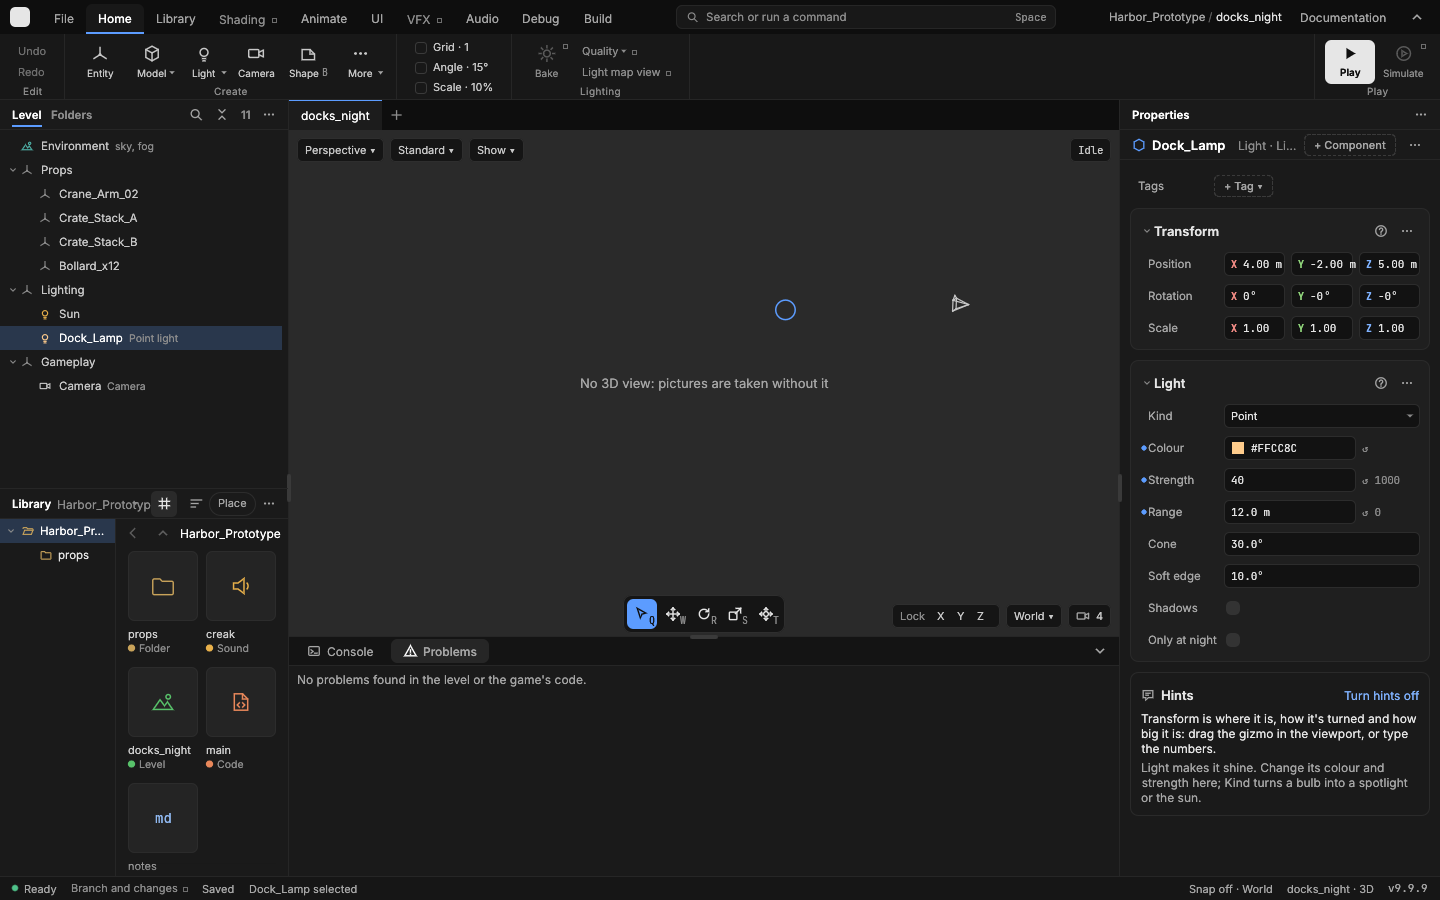 File Home Library Shading Animate UI VFX Audio Debug Build
Search or run a command Space
Harbor_Prototype / docks_night Documentation
Undo
Redo
Edit
Entity Model Light Camera Shape B More
Create
Grid · 1
Angle · 15°
Scale · 10%
Bake
Quality
Light map view
Lighting
Play Simulate
Play
Level Folders 11
Environment sky, fog
Props
Crane_Arm_02
Crate_Stack_A
Crate_Stack_B
Bollard_x12
Lighting
Sun
Dock_Lamp Point light
Gameplay
Camera Camera
Library Harbor_Prototyp Place
Harbor_Pr...
props
Harbor_Prototype
props
Folder
creak
Sound
docks_night
Level
main
Code
md
notes
docks_night
Perspective Standard Show
Idle
No 3D view: pictures are taken without it
Q W R S T
Lock X Y Z World 4
Console Problems
No problems found in the level or the game's code.
Properties
Dock_Lamp Light · Li... + Component
Tags + Tag
Transform
Position X 4.00 m Y -2.00 m Z 5.00 m
Rotation X 0° Y -0° Z -0°
Scale X 1.00 Y 1.00 Z 1.00
Light
Kind Point
Colour #FFCC8C
Strength 40 1000
Range 12.0 m 0
Cone 30.0°
Soft edge 10.0°
Shadows
Only at night
Hints Turn hints off
Transform is where it is, how it's turned and how
big it is: drag the gizmo in the viewport, or type
the numbers.
Light makes it shine. Change its colour and
strength here; Kind turns a bulb into a spotlight
or the sun.
Ready Branch and changes Saved Dock_Lamp selected
Snap off · World docks_night · 3D v9.9.9